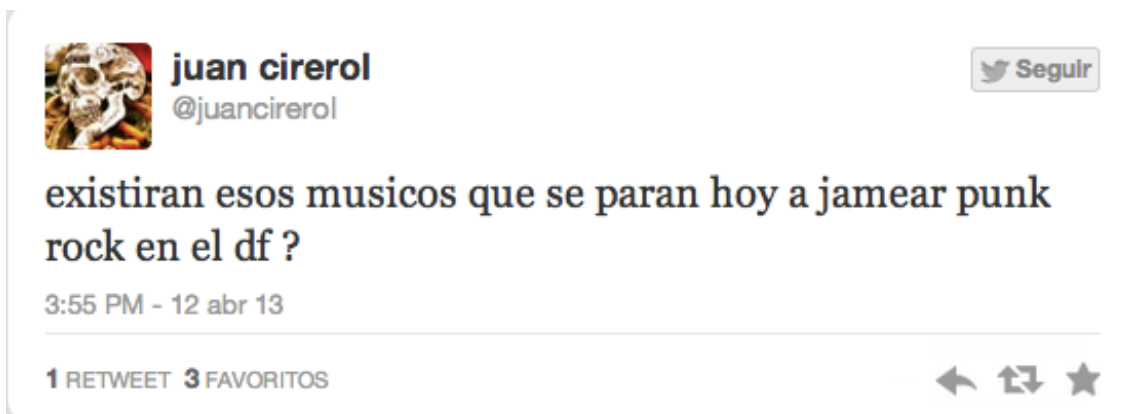 juan cirerol
Seguir
@juancirerol
existiran esos musicos que se paran hoy a jamear punk
rock en el df ?
3:55 PM - 12 abr 13
1 RETWEET 3 FAVORITOS